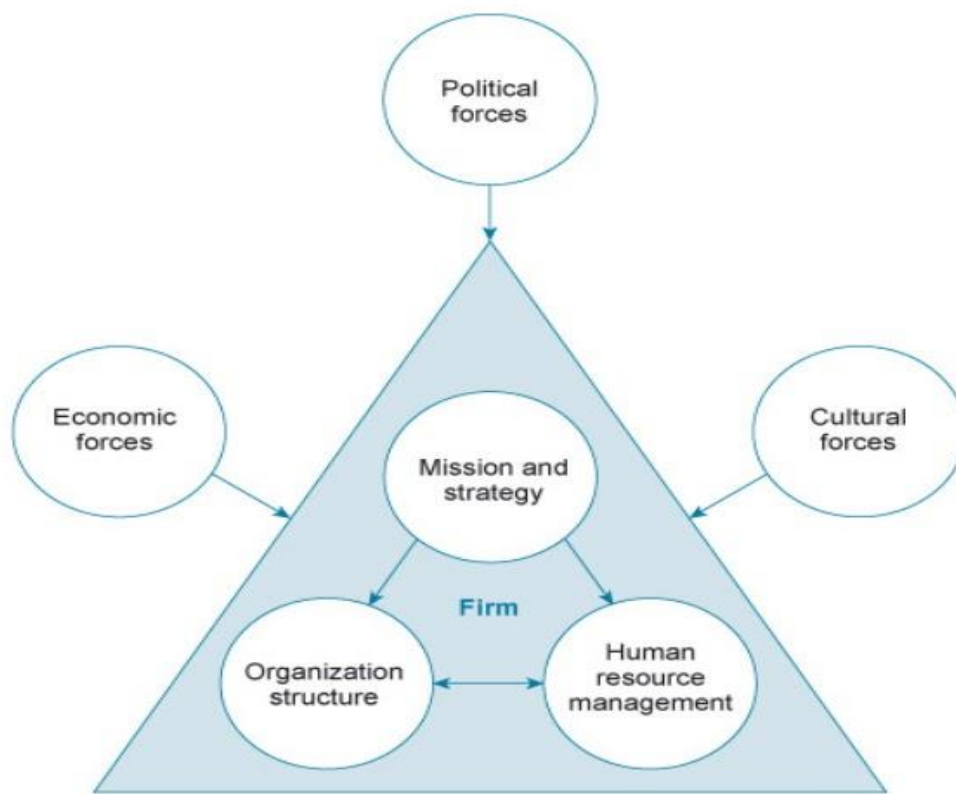 Political
forces
Economic
forces
Cultural
forces
Mission and
strategy
Firm
Organization
structure
Human
resource
management